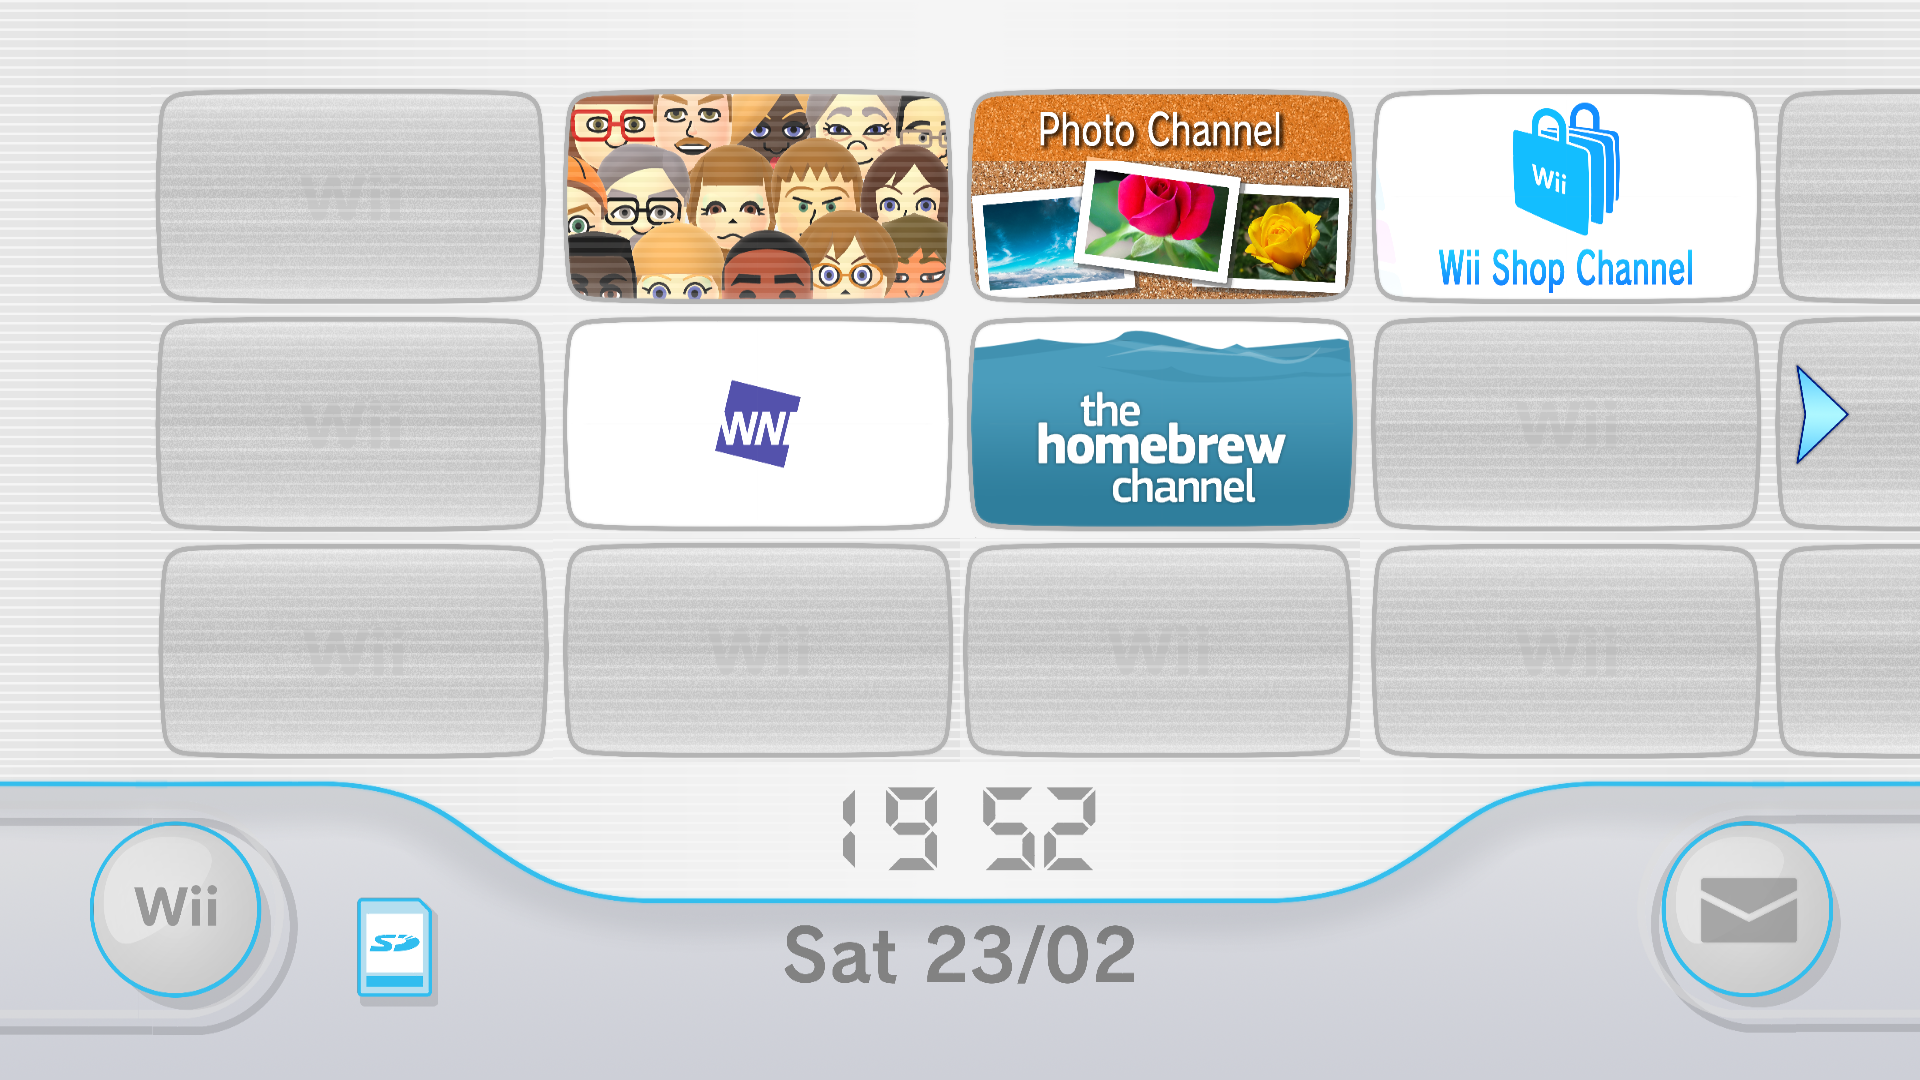 Wii
Photo Channel
Wii
Wii Shop Channel
Wii
WN
the
homebrew
channel
Wii
Wii
Wii
Wii
Wii
19 52
Wii
SD
Sat 23/02